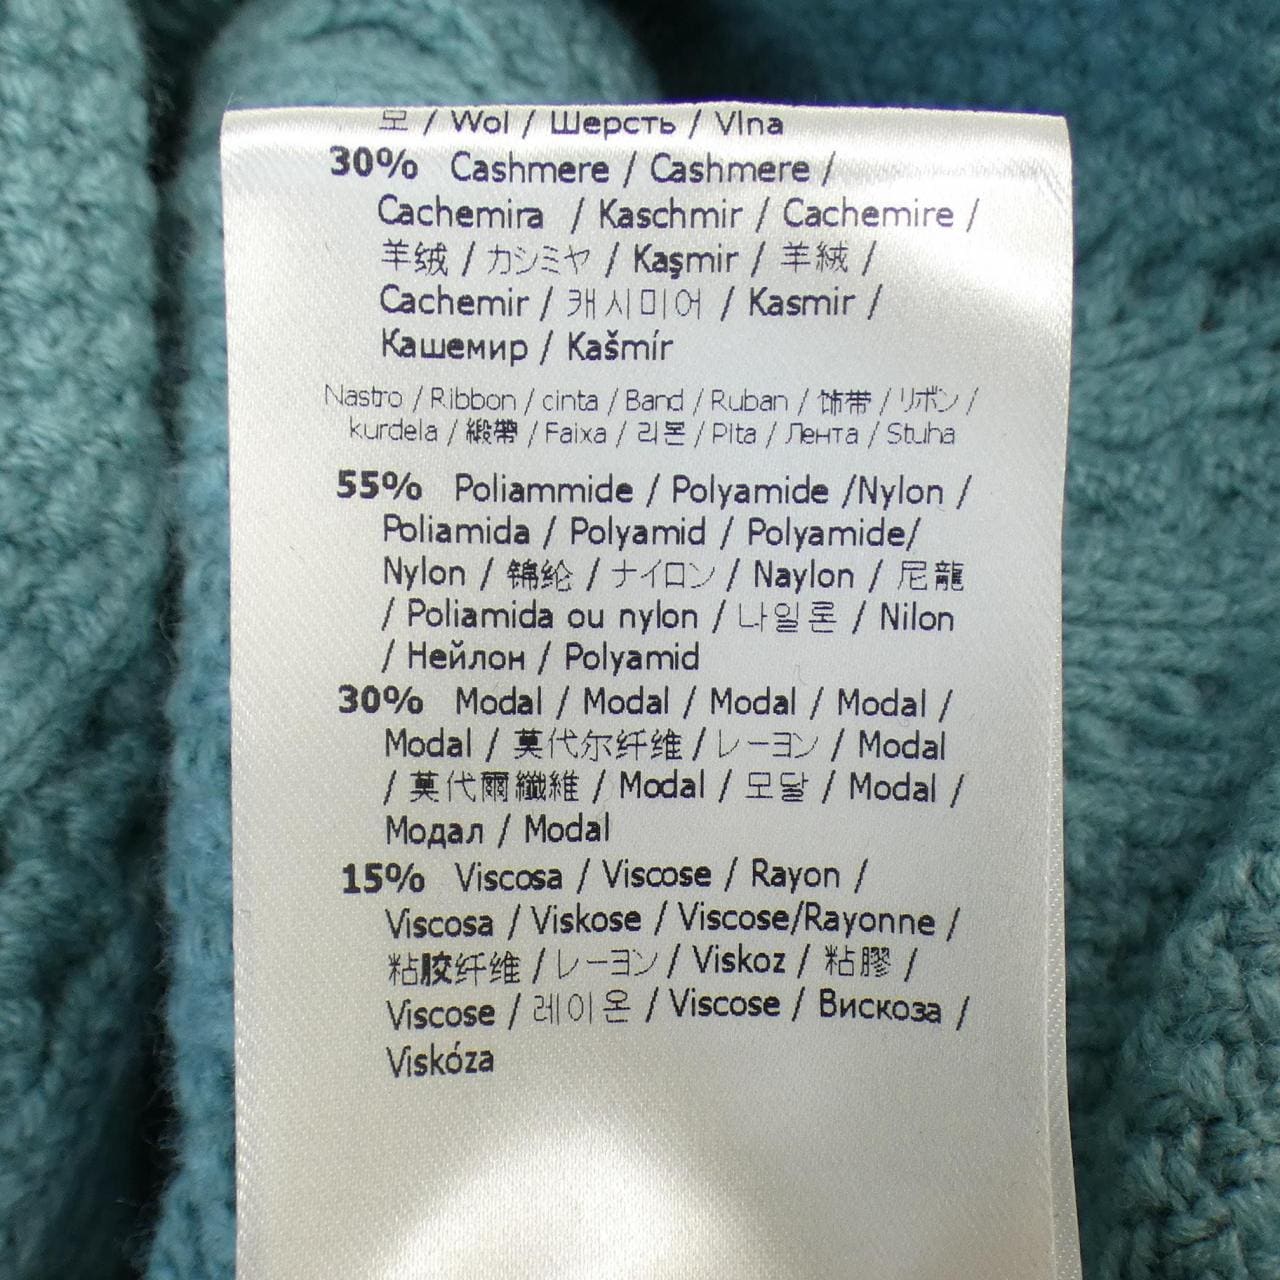 모 / Wol / Шерсть / Vlna
30% Cashmere / Cashmere /
Cachemira / Kaschmir / Cachemire /
羊绒 / カシミヤ / Kaşmir / 羊絨 /
Cachemir / 캐시미어 / Kasmir /
Кашемир / Kašmír
Nastro / Ribbon / cinta / Band / Ruban / 饰带 / リボン /
kurdela / 緞帶 / Faixa / 리본 / Pita / Лента / Stuha
55% Poliammide / Polyamide /Nylon /
Poliamida / Polyamid / Polyamide/
Nylon / 锦纶 / ナイロン / Naylon / 尼龍
/ Poliamida ou nylon / 나일론 / Nilon
/ Нейлон / Polyamid
30% Modal / Modal / Modal / Modal /
Modal / 莫代尔纤维 / レーヨン / Modal
/ 莫代爾纖維 / Modal / 모달 / Modal /
Модал / Modal
15% Viscosa / Viscose / Rayon /
Viscosa / Viskose / Viscose/Rayonne /
粘胶纤维 / レーヨン / Viskoz / 粘膠 /
Viscose / 레이온 / Viscose / Вискоза /
Viskóza